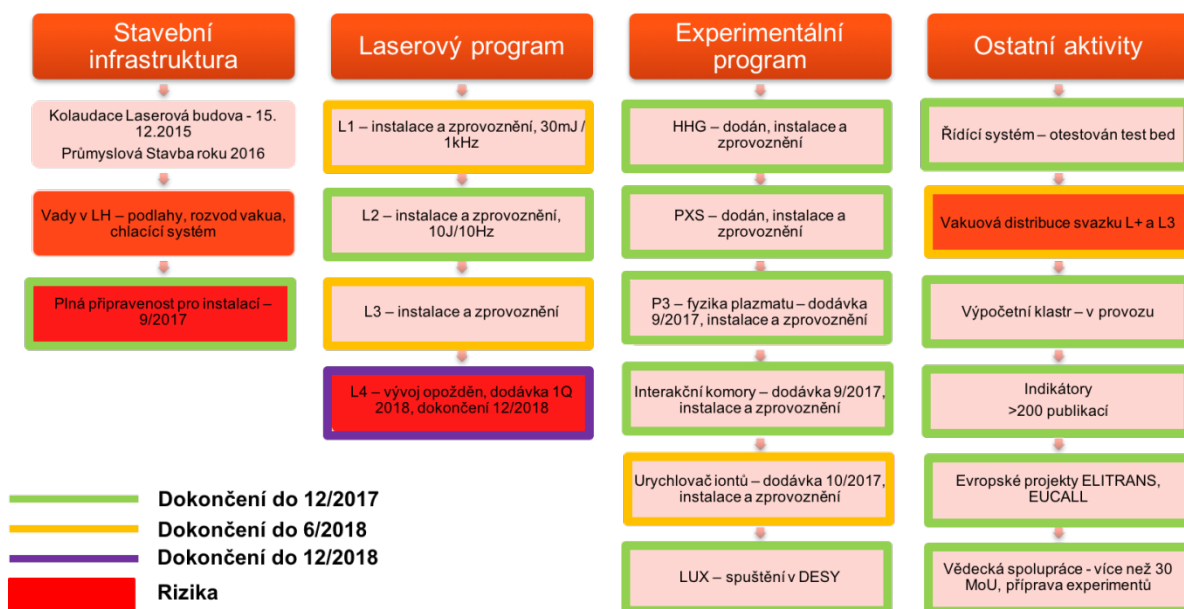 Stavební
infrastruktura
Kolaudace Laserová budova - 15.
12.2015
Průmyslová Stavba roku 2016
Vady v LH – podlahy, rozvod vakua,
chlacící systém
Plná připravenost pro instalací –
9/2017
Laserový program
L1 – instalace a zprovoznění, 30mJ /
1kHz
L2 – instalace a zprovoznění,
10J/10Hz
L3 – instalace a zprovoznění
L4 – vývoj opožděn, dodávka 1Q
2018, dokončení 12/2018
Experimentální
program
HHG – dodán, instalace a
zprovoznění
PXS – dodán, instalace a
zprovoznění
P3 – fyzika plazmatu – dodávka
9/2017, instalace a zprovoznění
Interakční komory – dodávka 9/2017,
instalace a zprovoznění
Urychlovač iontů – dodávka 10/2017,
instalace a zprovoznění
LUX – spuštění v DESY
Ostatní aktivity
Řídící systém – otestován test bed
Vakuová distribuce svazku L+ a L3
Výpočetní klastr – v provozu
Indikátory
>200 publikací
Evropské projekty ELITRANS,
EUCALL
Vědecká spolupráce - více než 30
MoU, příprava experimentů
Dokončení do 12/2017
Dokončení do 6/2018
Dokončení do 12/2018
Rizika